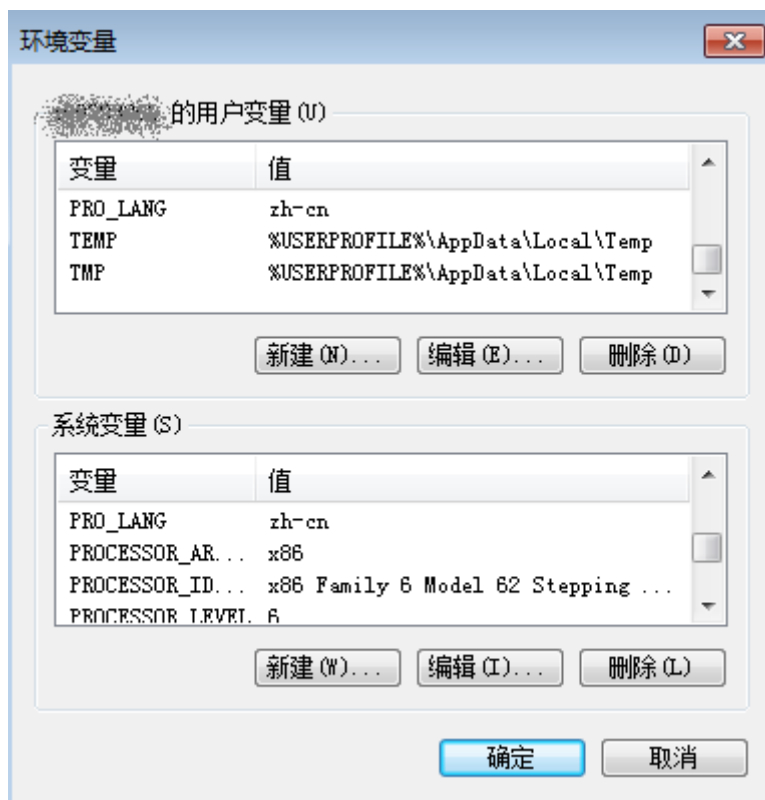 环境变量
的用户变量(U)
变量 值
PRO_LANG zh-cn
TEMP %USERPROFILE%\AppData\Local\Temp
TMP %USERPROFILE%\AppData\Local\Temp
新建(N)... 编辑(E)... 删除(D)
系统变量(S)
变量 值
PRO_LANG zh-cn
PROCESSOR_AR... x86
PROCESSOR_ID... x86 Family 6 Model 62 Stepping ...
PROCESSOR_LEVEL 6
新建(W)... 编辑(I)... 删除(L)
确定 取消